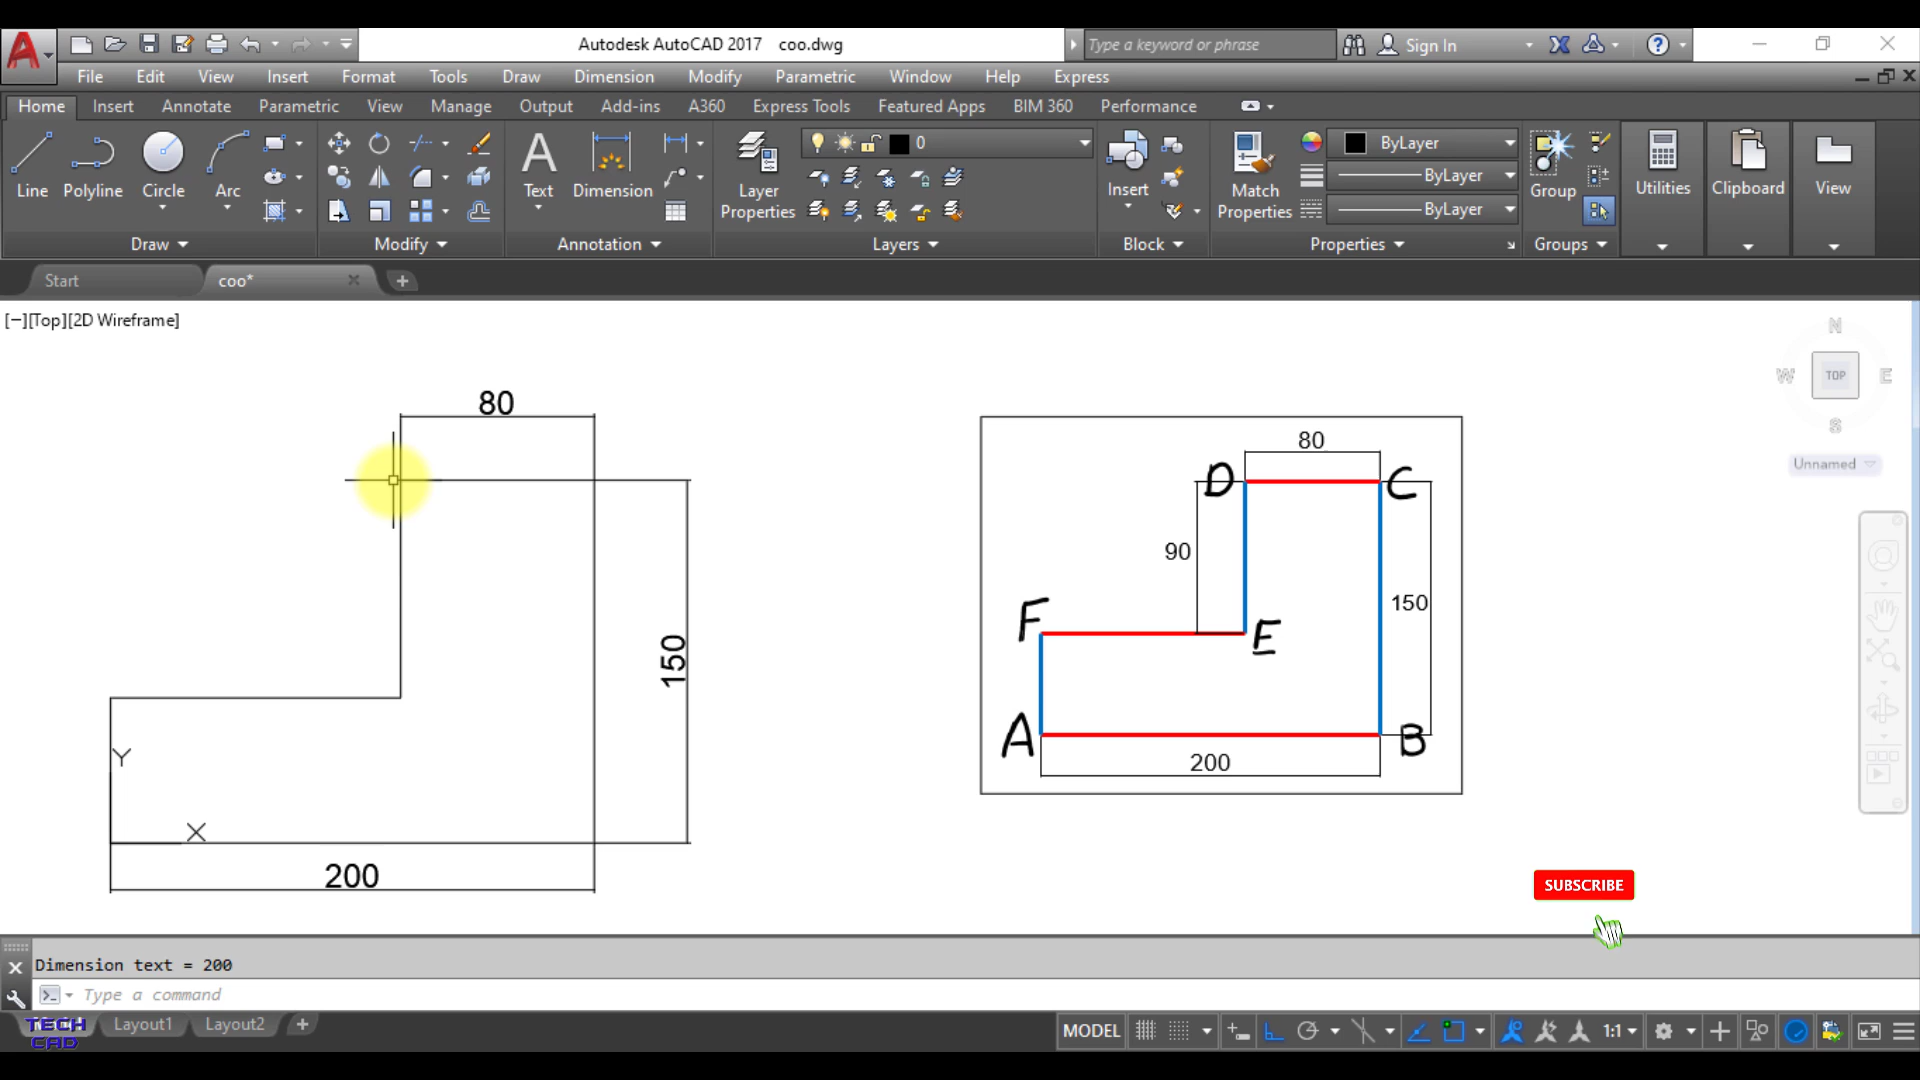 Autodesk AutoCAD 2017 coo.dwg
Type a keyword or phrase
Sign In
File Edit View Insert Format Tools Draw Dimension Modify Parametric Window Help Express
Home Insert Annotate Parametric View Manage Output Add-ins A360 Express Tools Featured Apps BIM 360 Performance
0
ByLayer
Line Polyline Circle Arc
Text Dimension
Layer Properties
Insert
Match Properties
ByLayer
ByLayer
Group
Utilities
Clipboard
View
Draw Modify Annotation Layers Block Properties Groups
Start coo*
[−][Top][2D Wireframe]
N
W TOP E
S
Unnamed
80
150
200
Y
X
80
D C
90
150
F
E
A
B
200
SUBSCRIBE
Dimension text = 200
Type a command
TECH
CAD
Layout1 Layout2
MODEL
1:1